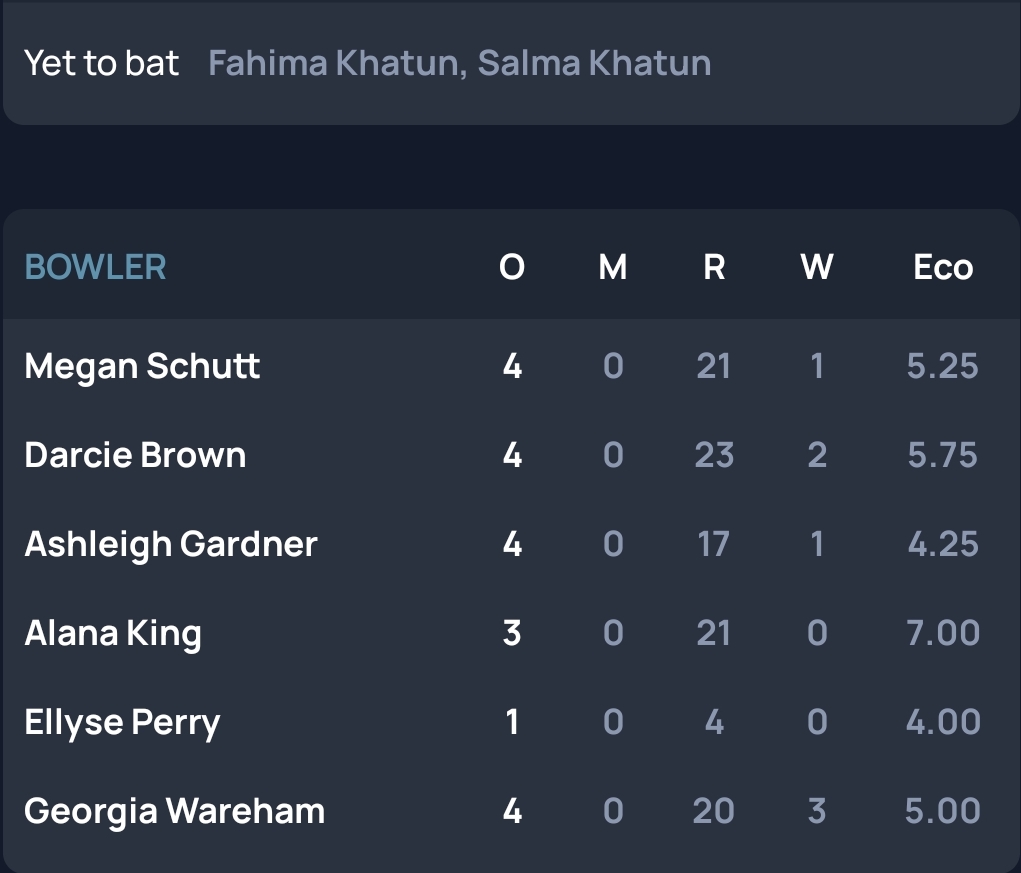 Yet to bat Fahima Khatun, Salma Khatun
BOWLER O M R W Eco
Megan Schutt 4 0 21 1 5.25
Darcie Brown 4 0 23 2 5.75
Ashleigh Gardner 4 0 17 1 4.25
Alana King 3 0 21 0 7.00
Ellyse Perry 1 0 4 0 4.00
Georgia Wareham 4 0 20 3 5.00